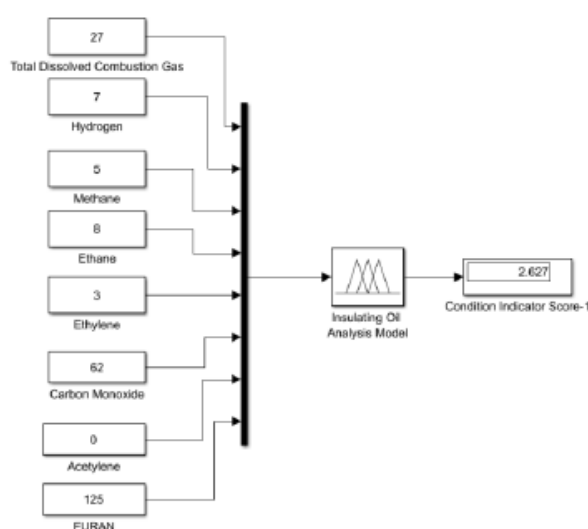 27
Total Dissolved Combustion Gas
7
Hydrogen
5
Methane
8
Ethane
3
Ethylene
62
Carbon Monoxide
0
Acetylene
125
FURAN
Insulating Oil
Analysis Model
2.627
Condition Indicator Score-1